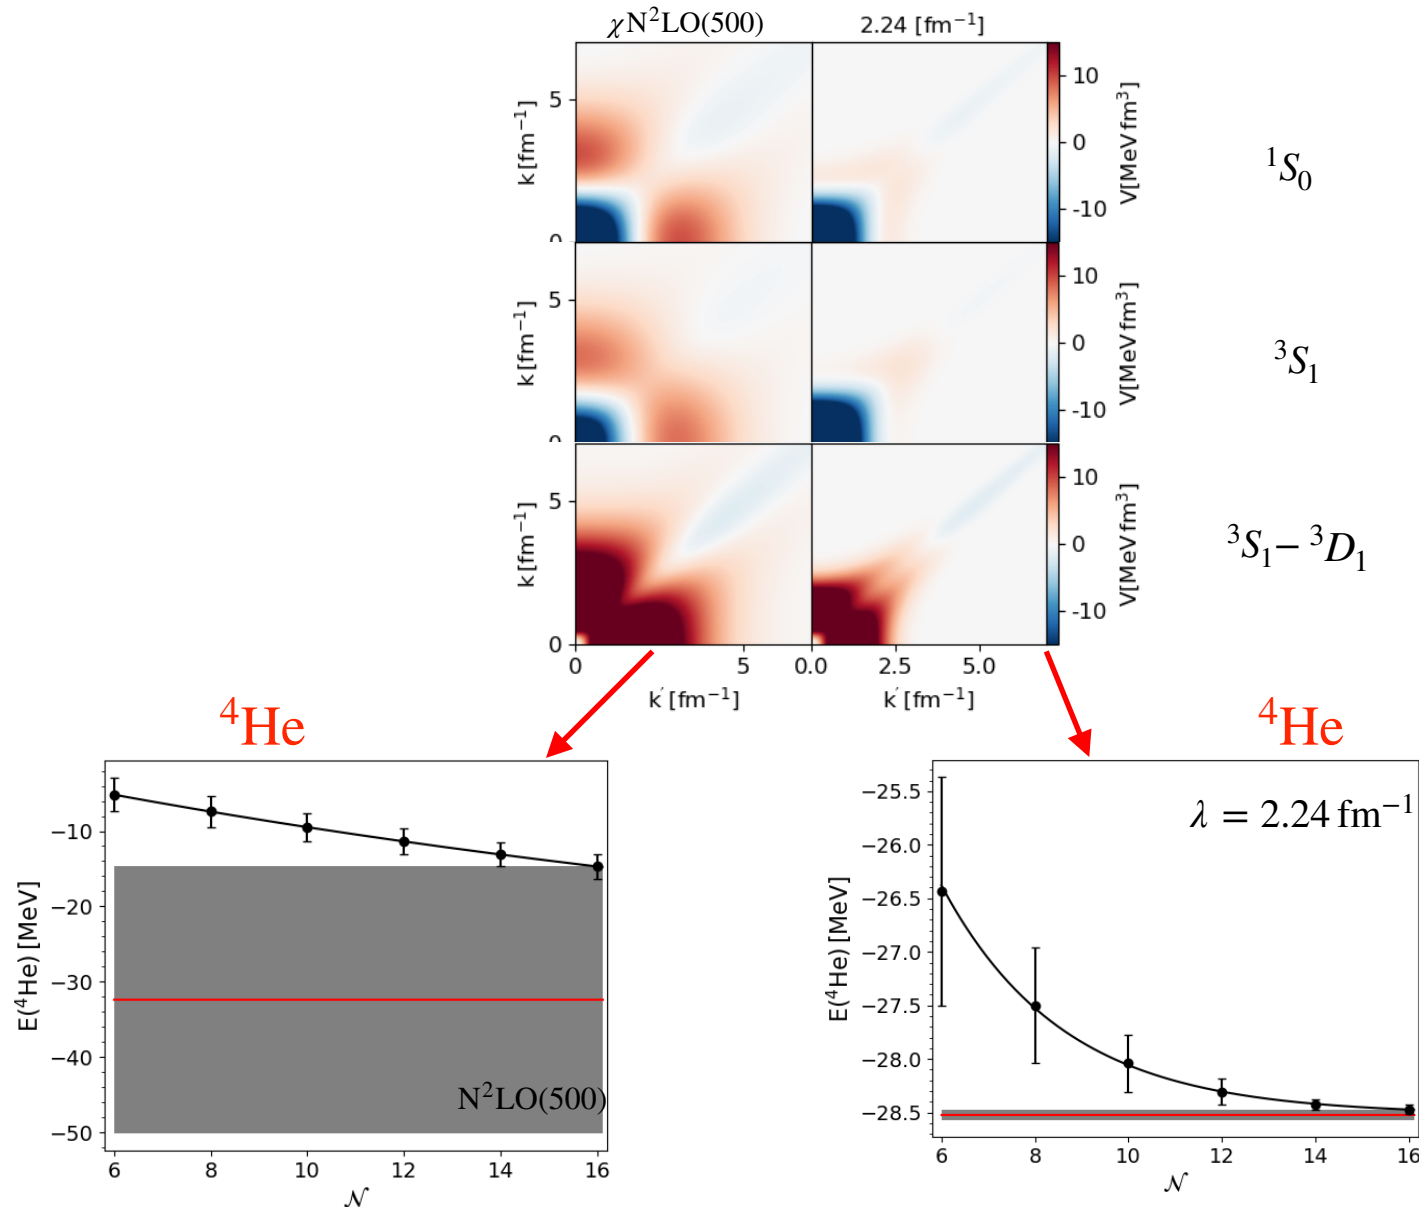 χN²LO(500) 2.24 [fm⁻¹]
k [fm⁻¹] 5 0 10 0 -10 V[MeV fm³] ¹S₀
k [fm⁻¹] 5 0 10 0 -10 V[MeV fm³] ³S₁
k [fm⁻¹] 5 0 10 0 -10 V[MeV fm³] ³S₁− ³D₁
0 5 0.0 2.5 5.0
k′ [fm⁻¹] k′ [fm⁻¹]
⁴He
E(⁴He) [MeV]
−10
−20
−30
−40
−50
N²LO(500)
6 8 10 12 14 16
𝒩
⁴He
λ = 2.24 fm⁻¹
E(⁴He) [MeV]
−25.5
−26.0
−26.5
−27.0
−27.5
−28.0
−28.5
6 8 10 12 14 16
𝒩